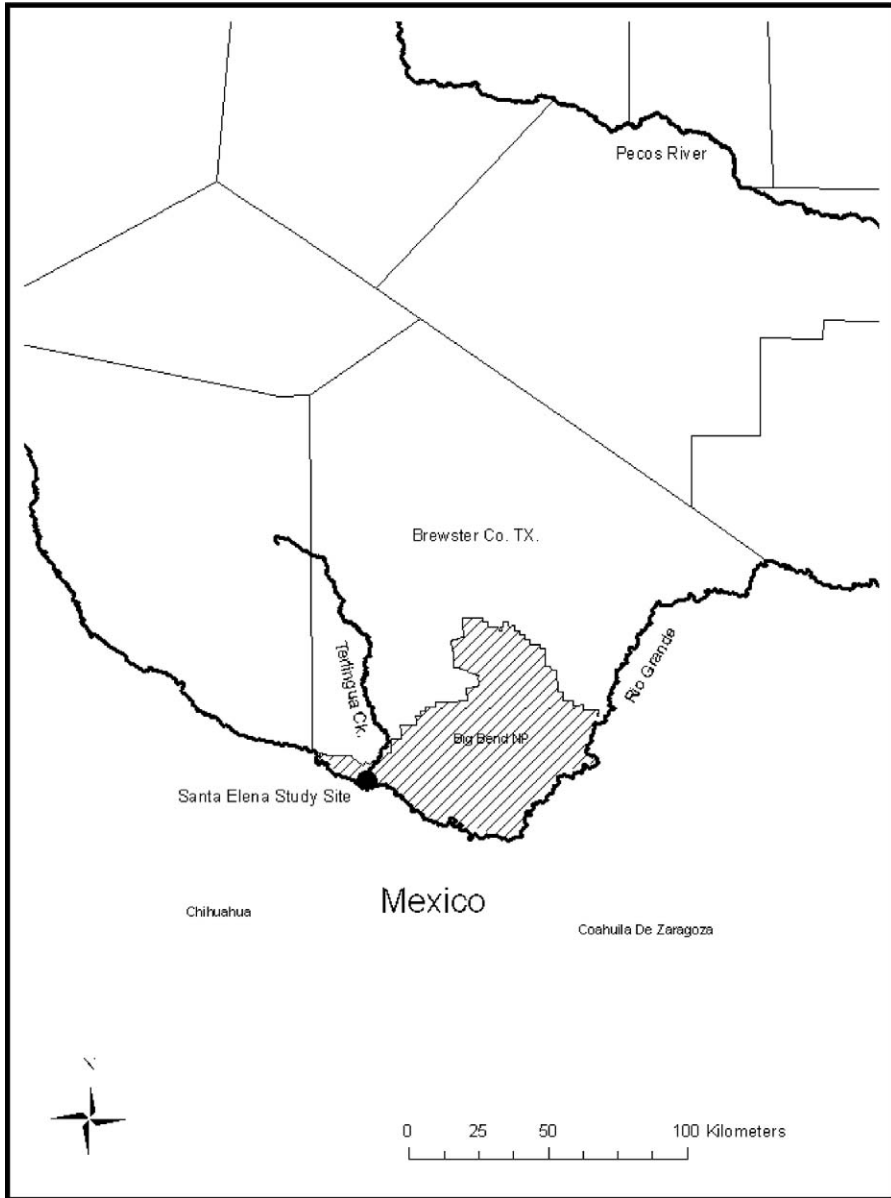 Pecos River
Brewster Co. TX.
Terlingua Ck.
Rio Grande
Big Bend NP
Santa Elena Study Site
Mexico
Chihuahua
Coahuila De Zaragoza
0 25 50 100 Kilometers